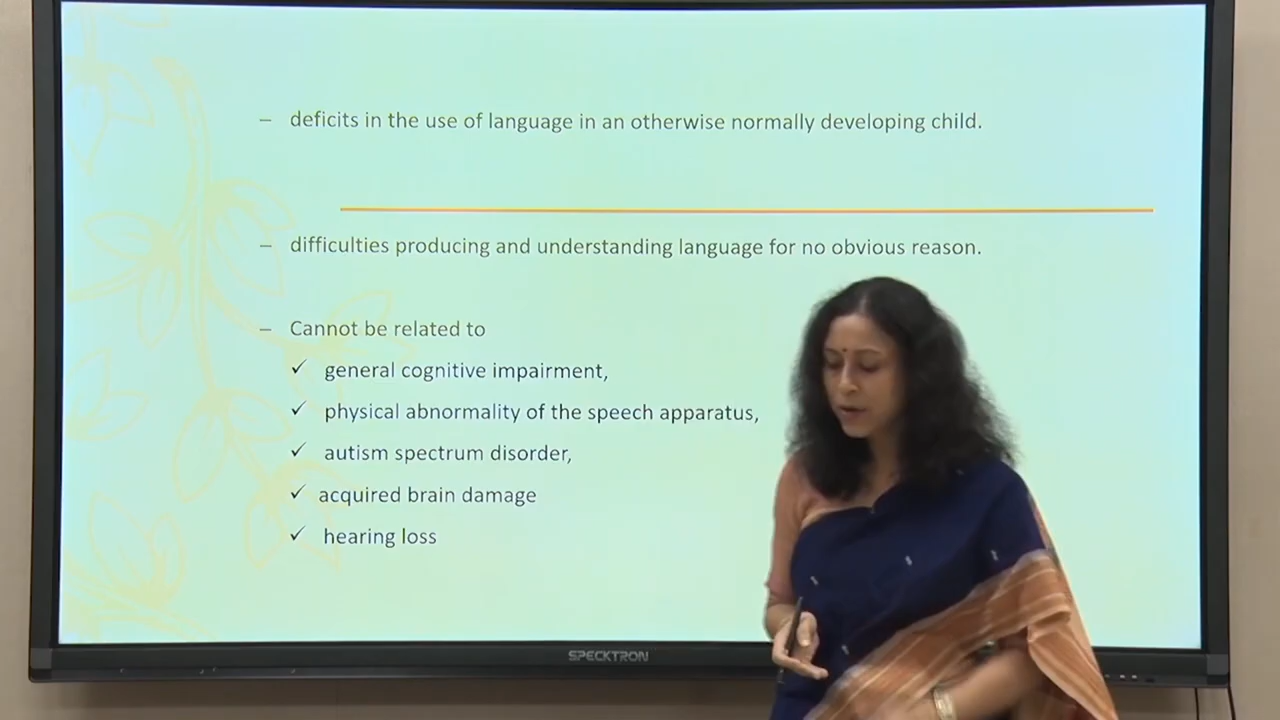 – deficits in the use of language in an otherwise normally developing child.
– difficulties producing and understanding language for no obvious reason.
– Cannot be related to
✓ general cognitive impairment,
✓ physical abnormality of the speech apparatus,
✓ autism spectrum disorder,
✓ acquired brain damage
✓ hearing loss
SPECKTRON